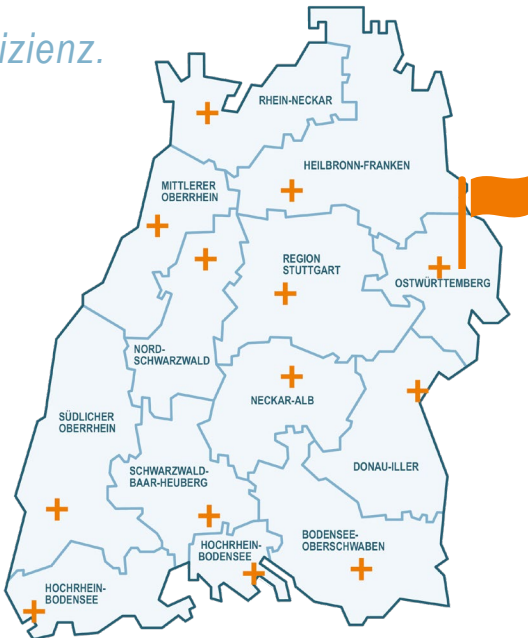 izienz.
RHEIN-NECKAR
HEILBRONN-FRANKEN
MITTLERER
OBERRHEIN
REGION
STUTTGART
OSTWÜRTTEMBERG
NORD-
SCHWARZWALD
NECKAR-ALB
SÜDLICHER
OBERRHEIN
DONAU-ILLER
SCHWARZWALD-
BAAR-HEUBERG
BODENSEE-
OBERSCHWABEN
HOCHRHEIN-
BODENSEE
HOCHRHEIN-
BODENSEE